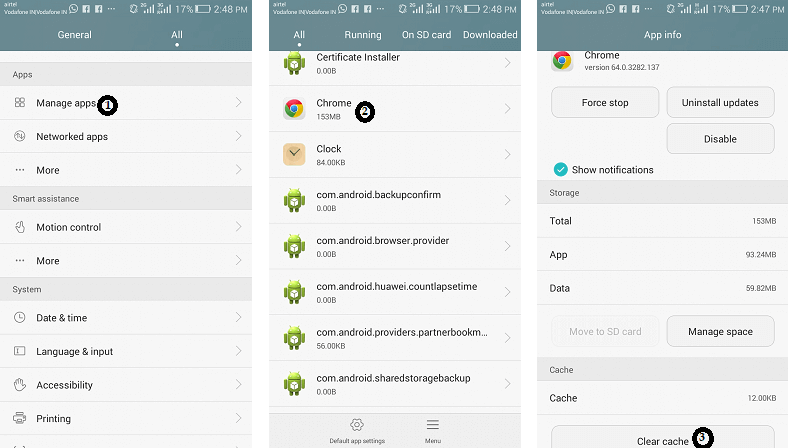 airtel
Vodafone IN|Vodafone IN
2G 3G 17% 2:48 PM
General All
Apps
Manage apps 1
Networked apps
More
Smart assistance
Motion control
More
System
Date & time
Language & input
Accessibility
Printing
airtel
Vodafone IN|Vodafone IN
2G 3G 17% 2:48 PM
All Running On SD card Downloaded
Certificate Installer
0.00B
Chrome 2
153MB
Clock
84.00KB
com.android.backupconfirm
0.00B
com.android.browser.provider
0.00B
com.android.huawei.countlapsetime
0.00B
com.android.providers.partnerbookm...
56.00KB
com.android.sharedstoragebackup
0.00B
Default app settings Menu
airtel
Vodafone IN|Vodafone IN
2G H 17% 2:47 PM
App info
Chrome
version 64.0.3282.137
Force stop Uninstall updates
Disable
Show notifications
Storage
Total 153MB
App 93.24MB
Data 59.82MB
Move to SD card Manage space
Cache
Cache 12.00KB
Clear cache 3